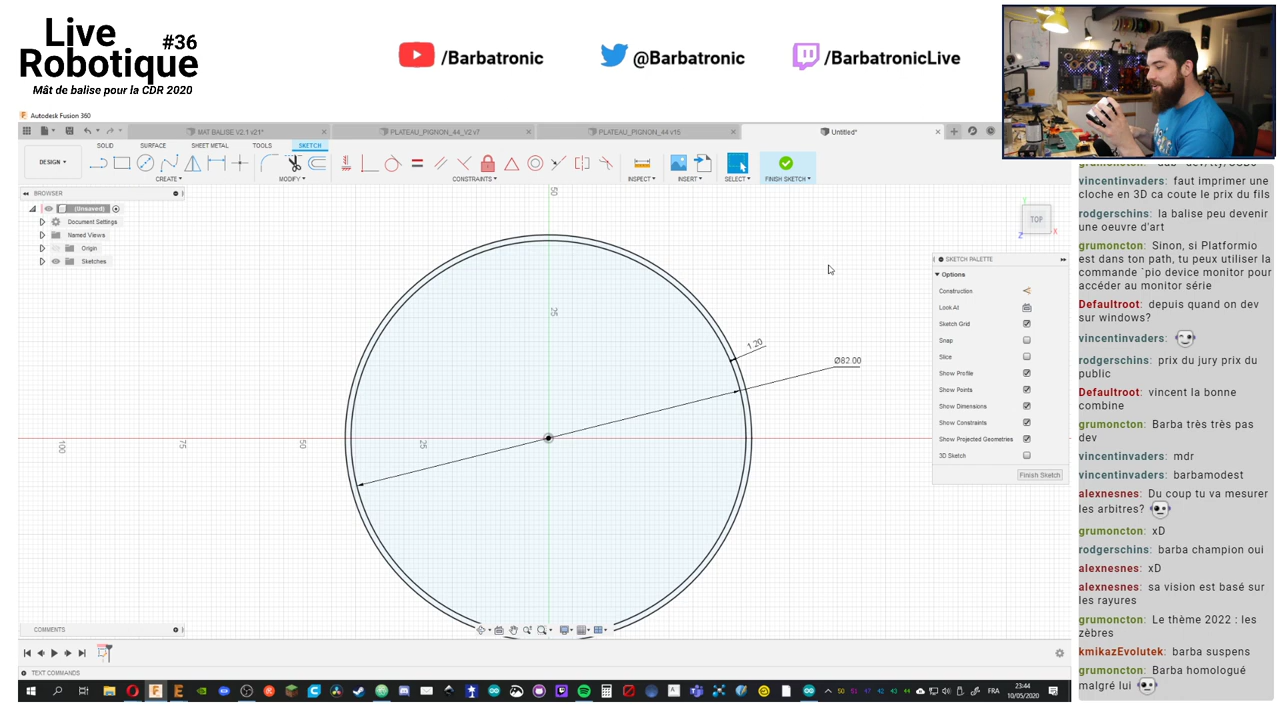 Live
Robotique #36
Mât de balise pour la CDR 2020
/Barbatronic
@Barbatronic
/BarbatronicLive
Autodesk Fusion 360
MAT BALISE V2.1 v21*
PLATEAU_PIGNON_44_V2 v7
PLATEAU_PIGNON_44 v15
Untitled*
SOLID
SURFACE
SHEET METAL
TOOLS
SKETCH
DESIGN
CREATE
MODIFY
CONSTRAINTS
INSPECT
INSERT
SELECT
FINISH SKETCH
BROWSER
(Unsaved)
Document Settings
Named Views
Origin
Sketches
50
25
1.20
Ø82.00
100
75
50
25
TOP
Y
X
Z
SKETCH PALETTE
Options
Construction
Look At
Sketch Grid
Snap
Slice
Show Profile
Show Points
Show Dimensions
Show Constraints
Show Projected Geometries
3D Sketch
Finish Sketch
COMMENTS
TEXT COMMANDS
FRA
23:44
10/05/2020
vincentinvaders: faut imprimer une
cloche en 3D ca coute le prix du fils
rodgerschins: la balise peu devenir
une oeuvre d'art
grumoncton: Sinon, si Platformio
est dans ton path, tu peux utiliser la
commande `pio device monitor pour
accéder au monitor série
Defaultroot: depuis quand on dev
sur windows?
vincentinvaders:
rodgerschins: prix du jury prix du
public
Defaultroot: vincent la bonne
combine
grumoncton: Barba très très pas
dev
vincentinvaders: mdr
vincentinvaders: barbamodest
alexnesnes: Du coup tu va mesurer
les arbitres?
grumoncton: xD
rodgerschins: barba champion oui
alexnesnes: xD
alexnesnes: sa vision est basé sur
les rayures
grumoncton: Le thème 2022 : les
zèbres
kmikazEvolutek: barba suspens
grumoncton: Barba homologué
malgré lui